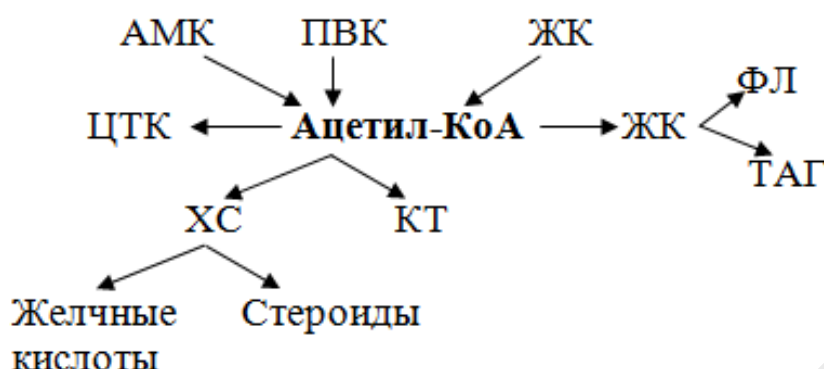 АМК ПВК ЖК
ФЛ
ЦТК Ацетил-КоА ЖК
ТАГ
ХС КТ
Желчные Стероиды
кислоты